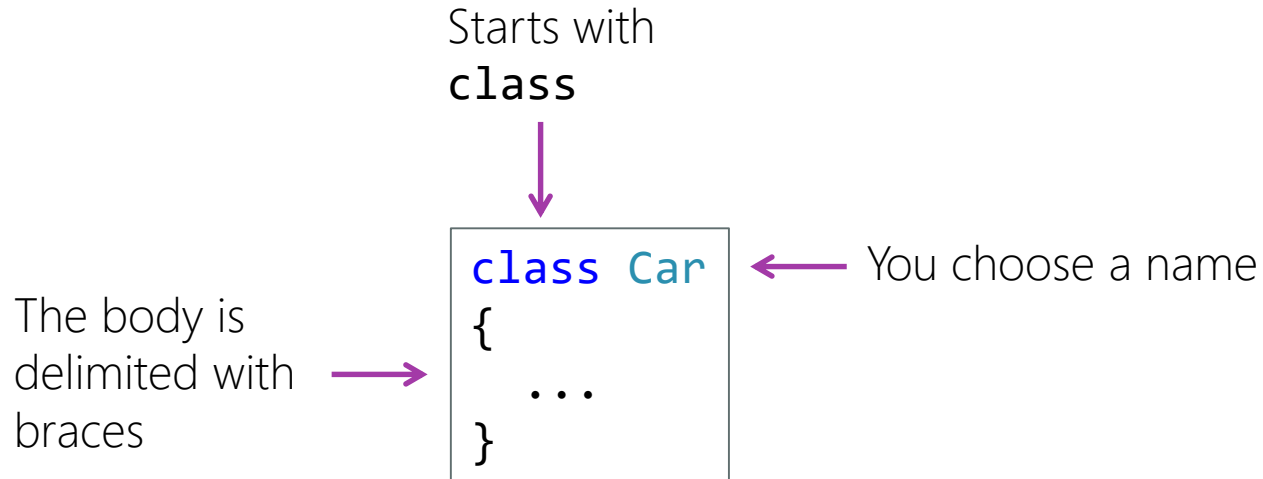 Starts with
class
class Car
{
...
}
You choose a name
The body is
delimited with
braces